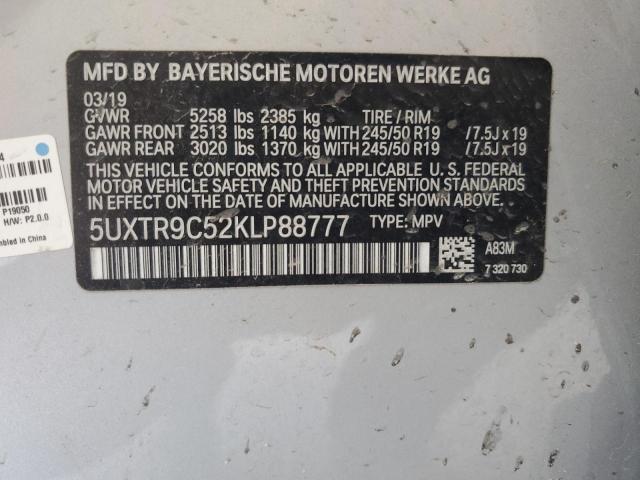 MFD BY BAYERISCHE MOTOREN WERKE AG
03/19
GVWR 5258 lbs 2385 kg TIRE / RIM
GAWR FRONT 2513 lbs 1140 kg WITH 245/50 R19 /7.5J x 19
GAWR REAR 3020 lbs 1370 kg WITH 245/50 R19 /7.5J x 19
THIS VEHICLE CONFORMS TO ALL APPLICABLE U. S. FEDERAL
MOTOR VEHICLE SAFETY AND THEFT PREVENTION STANDARDS
IN EFFECT ON THE DATE OF MANUFACTURE SHOWN ABOVE.
5UXTR9C52KLP88777 TYPE: MPV
A83M
7 320 730
4
P19050
H/W: P2.0.0
mbled in China